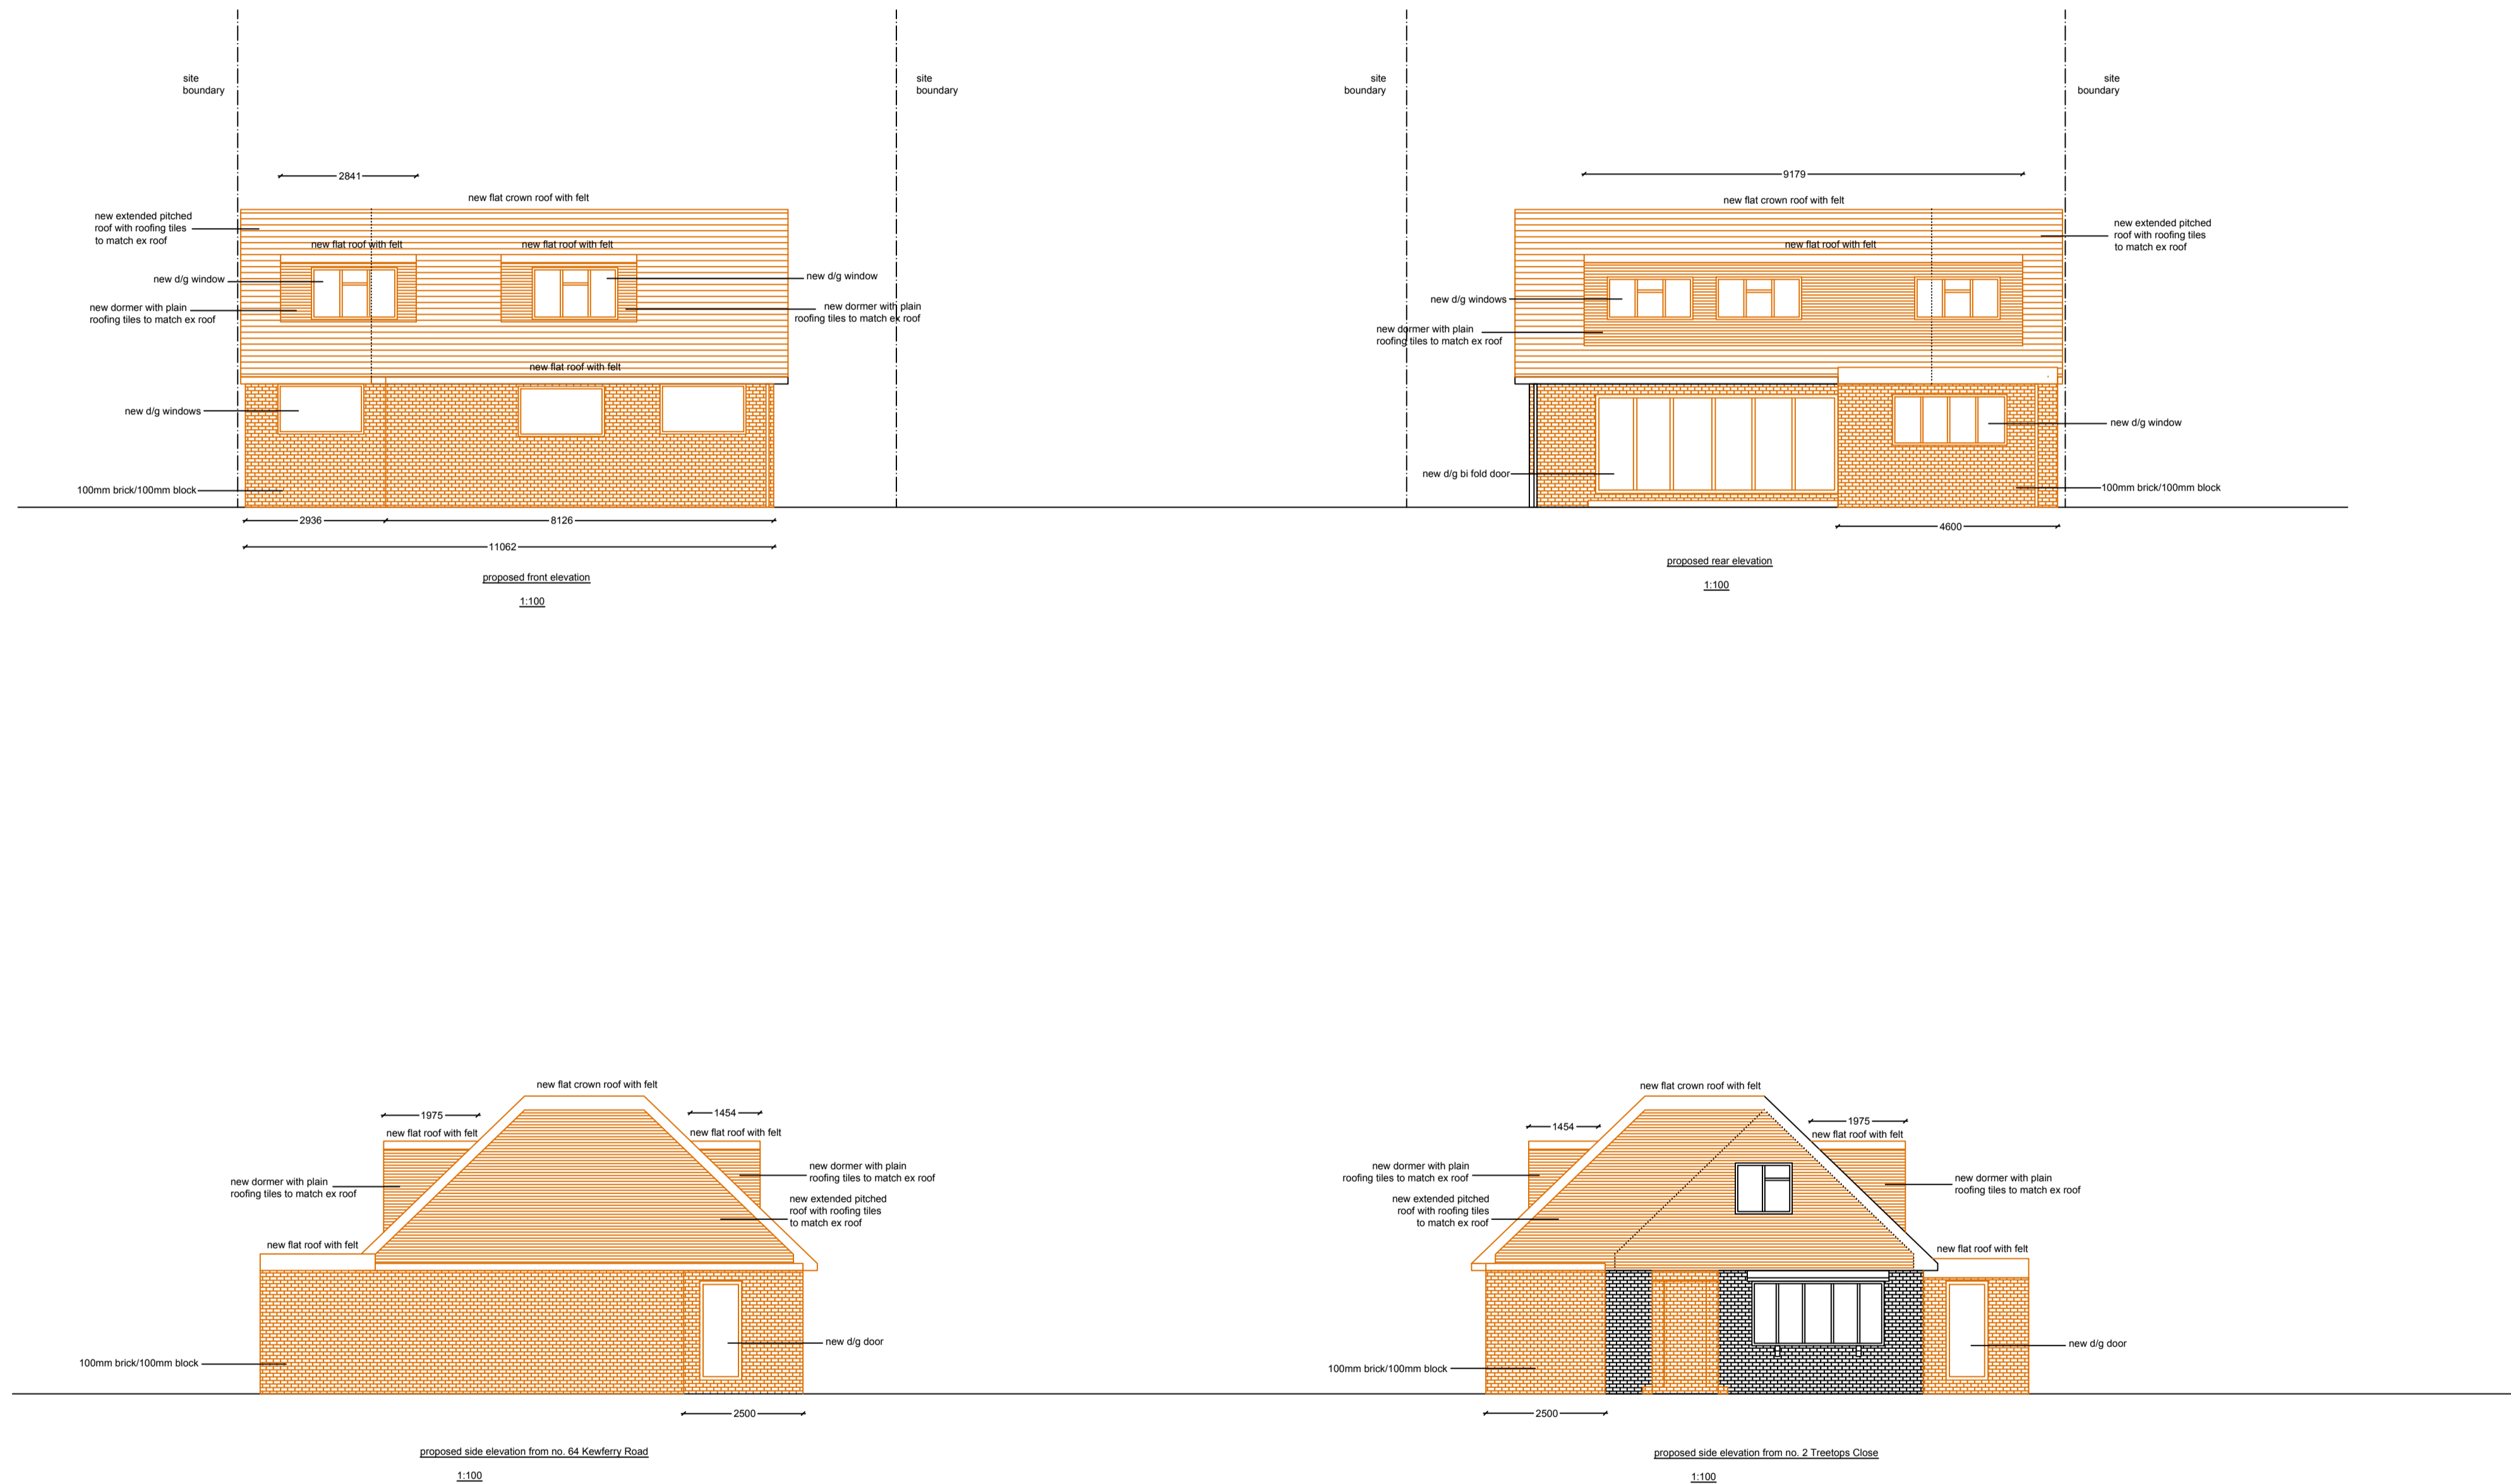 site
boundary
site
boundary
site
boundary
site
boundary
2841
new flat crown roof with felt
new extended pitched
roof with roofing tiles
to match ex roof
new flat roof with felt
new flat roof with felt
new d/g window
new d/g window
new dormer with plain
roofing tiles to match ex roof
new dormer with plain
roofing tiles to match ex roof
new flat roof with felt
new d/g windows
100mm brick/100mm block
2936
8126
11062
proposed front elevation
1:100
9179
new flat crown roof with felt
new extended pitched
roof with roofing tiles
to match ex roof
new flat roof with felt
new d/g windows
new dormer with plain
roofing tiles to match ex roof
new d/g window
new d/g bi fold door
100mm brick/100mm block
4600
proposed rear elevation
1:100
new flat crown roof with felt
1975
1454
new flat roof with felt
new flat roof with felt
new dormer with plain
roofing tiles to match ex roof
new dormer with plain
roofing tiles to match ex roof
new extended pitched
roof with roofing tiles
to match ex roof
new flat roof with felt
new d/g door
100mm brick/100mm block
2500
proposed side elevation from no. 64 Kewferry Road
1:100
new flat crown roof with felt
1454
1975
new flat roof with felt
new dormer with plain
roofing tiles to match ex roof
new dormer with plain
roofing tiles to match ex roof
new extended pitched
roof with roofing tiles
to match ex roof
new flat roof with felt
new d/g door
100mm brick/100mm block
2500
proposed side elevation from no. 2 Treetops Close
1:100